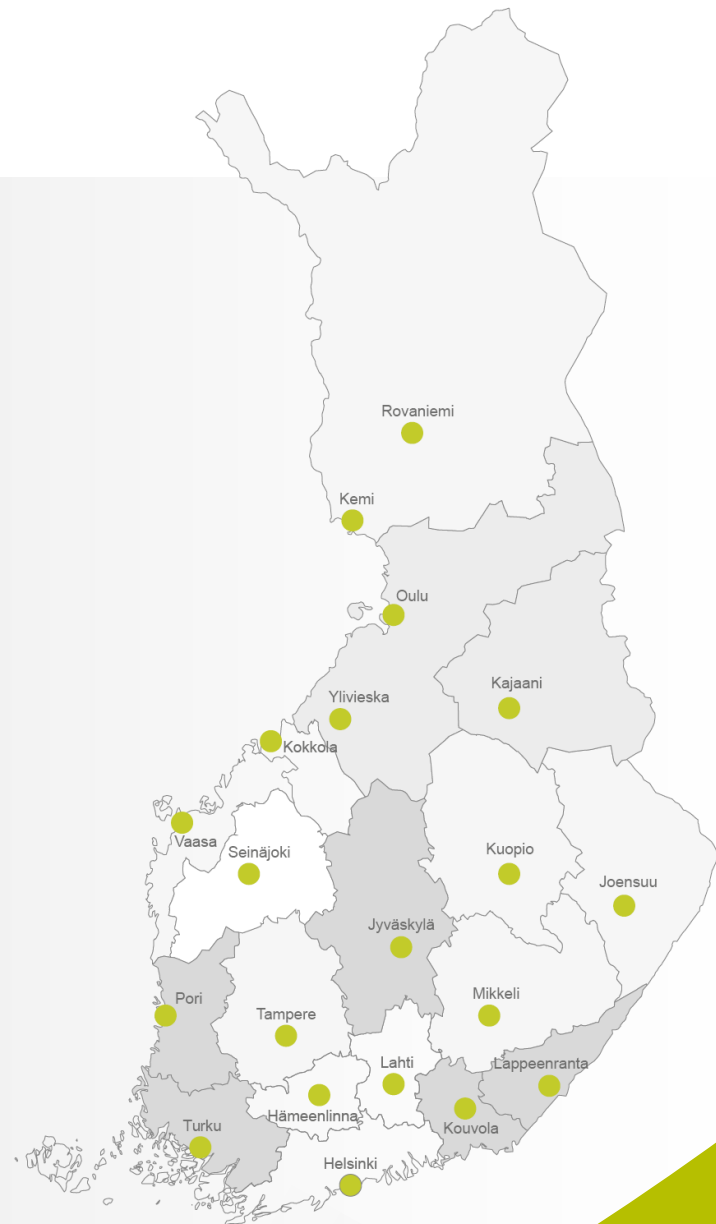 Rovaniemi
Kemi
Oulu
Kajaani
Ylivieska
Kokkola
Vaasa
Seinäjoki
Kuopio
Joensuu
Jyväskylä
Mikkeli
Pori
Tampere
Lahti
Lappeenranta
Hämeenlinna
Kouvola
Turku
Helsinki